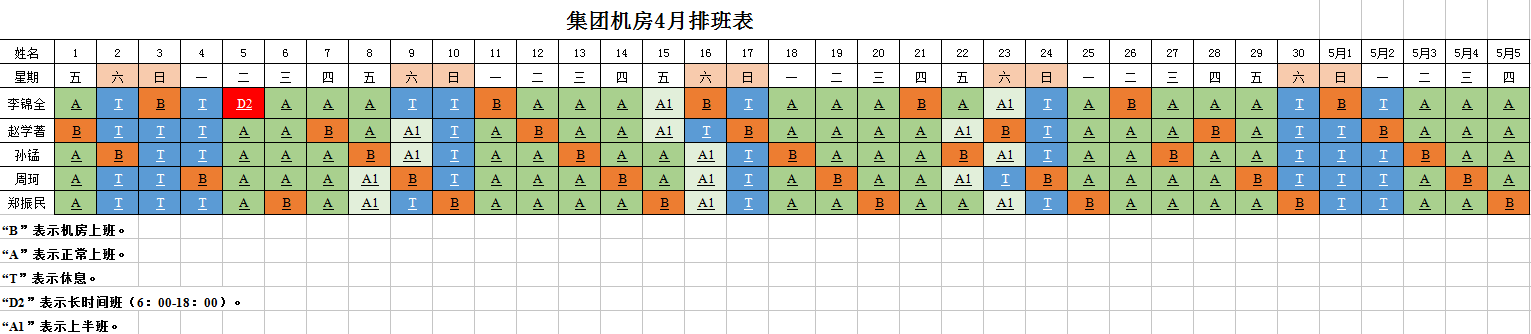 集团机房4月排班表
姓名 1 2 3 4 5 6 7 8 9 10 11 12 13 14 15 16 17 18 19 20 21 22 23 24 25 26 27 28 29 30 5月1 5月2 5月3 5月4 5月5
星期 五 六 日 一 二 三 四 五 六 日 一 二 三 四 五 六 日 一 二 三 四 五 六 日 一 二 三 四 五 六 日 一 二 三 四
李锦全 A T B T D2 A A A T T B A A A A1 B T A A A B A A1 T A B A A A T B T A A A
赵学著 B T T T A A B A A1 T A B A A A1 T B A A A A A1 B T A A A B A T T B A A A
孙锰 A B T T A A A B A1 T A A B A A A1 T B A A A B A1 T A A B A A T T T B A A
周珂 A T T B A A A A1 B T A A A B A A1 T A B A A A1 T B A A A A B T T T A B A
郑振民 A T T T A B A A1 T B A A A A B A1 T A A B A A A1 T B A A A A B T T A A B
“B”表示机房上班。
“A”表示正常上班。
“T”表示休息。
“D2”表示长时间班（6：00-18：00）。
“A1”表示上半班。